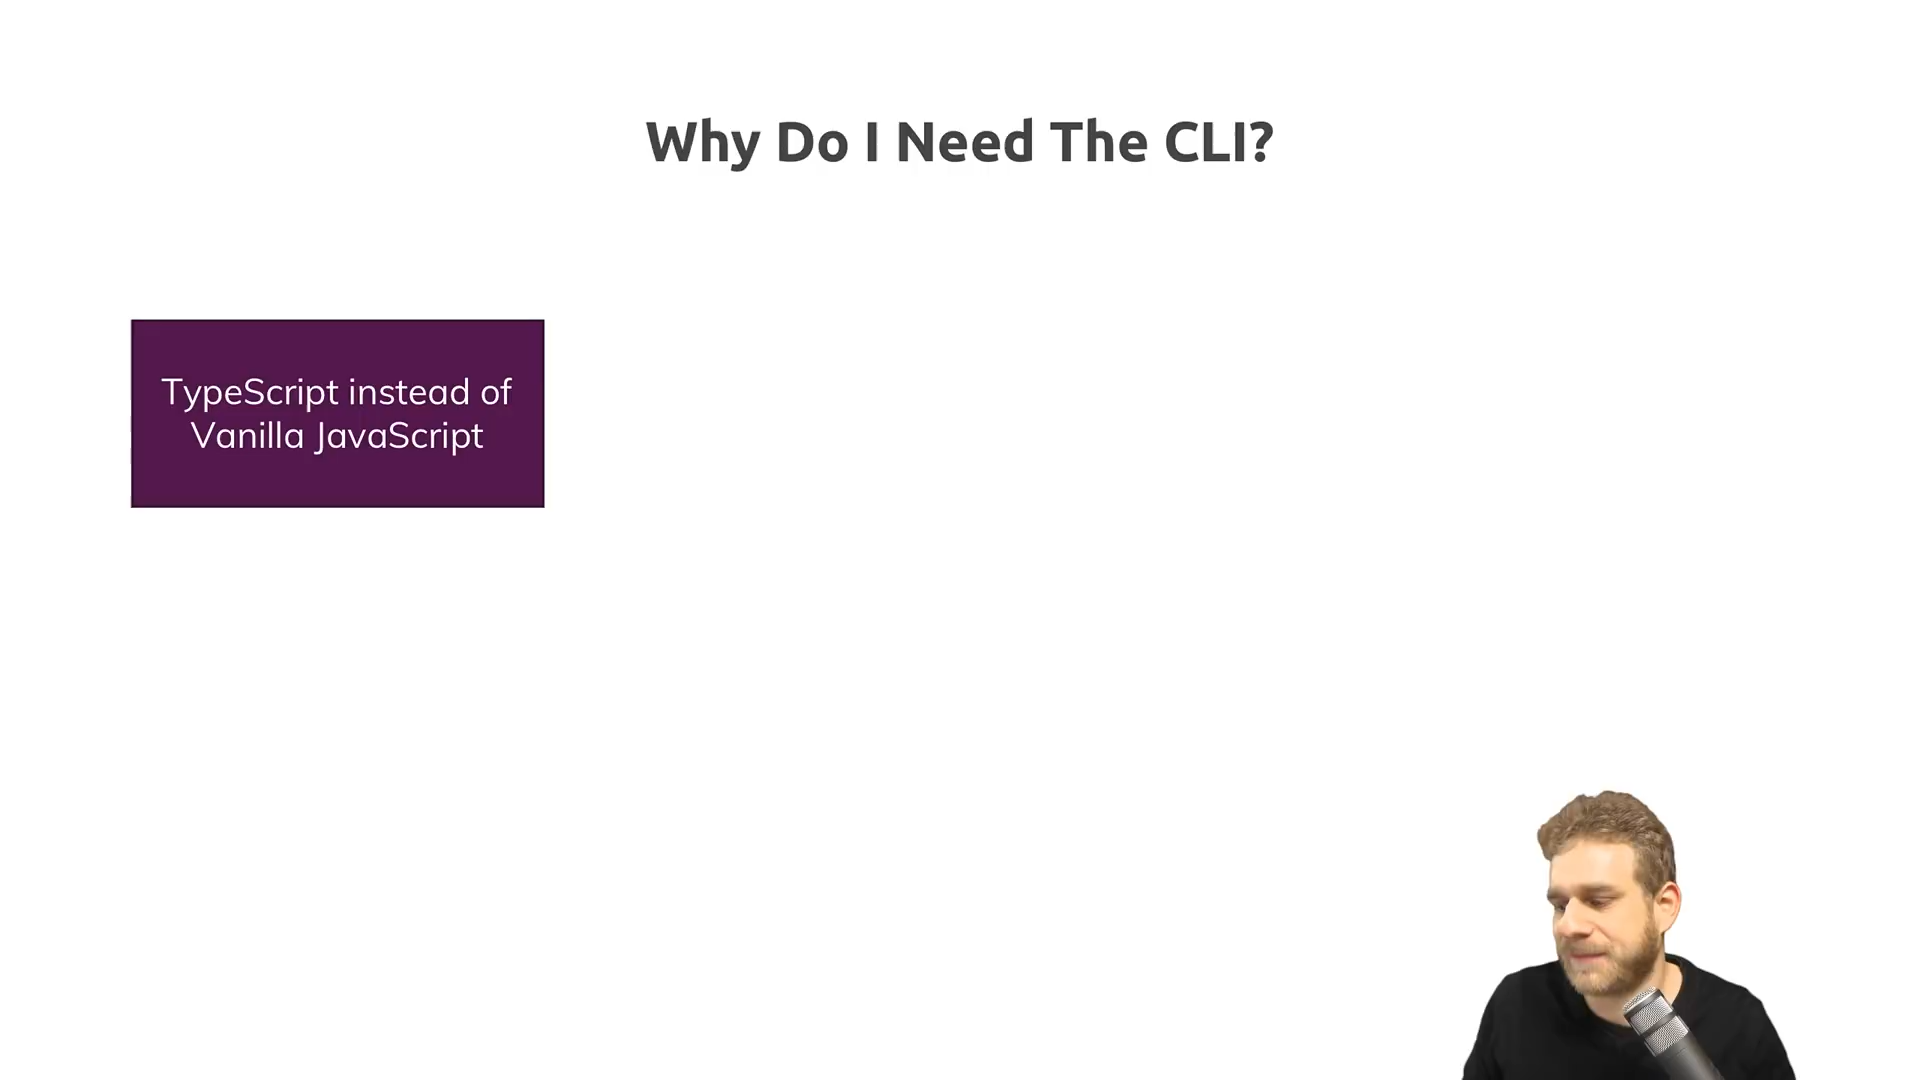 Why Do I Need The CLI?
TypeScript instead of
Vanilla JavaScript